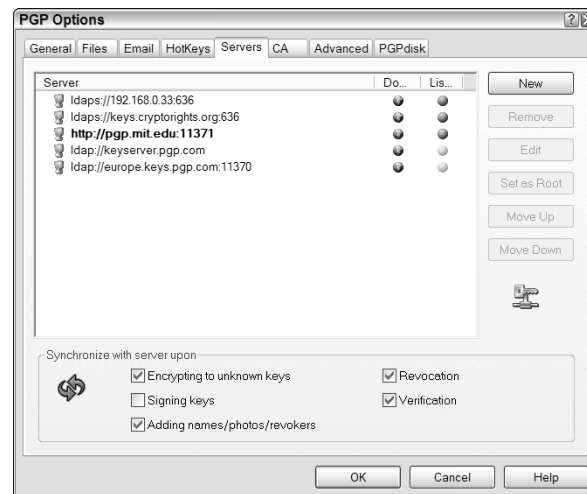 PGP Options
General Files Email HotKeys Servers CA Advanced PGPdisk
Server Do... Lis...
ldaps://192.168.0.33:636
ldaps://keys.cryptorights.org:636
http://pgp.mit.edu:11371
ldap://keyserver.pgp.com
ldap://europe.keys.pgp.com:11370
New
Remove
Edit
Set as Root
Move Up
Move Down
Synchronize with server upon
Encrypting to unknown keys
Revocation
Signing keys
Verification
Adding names/photos/revokers
OK Cancel Help